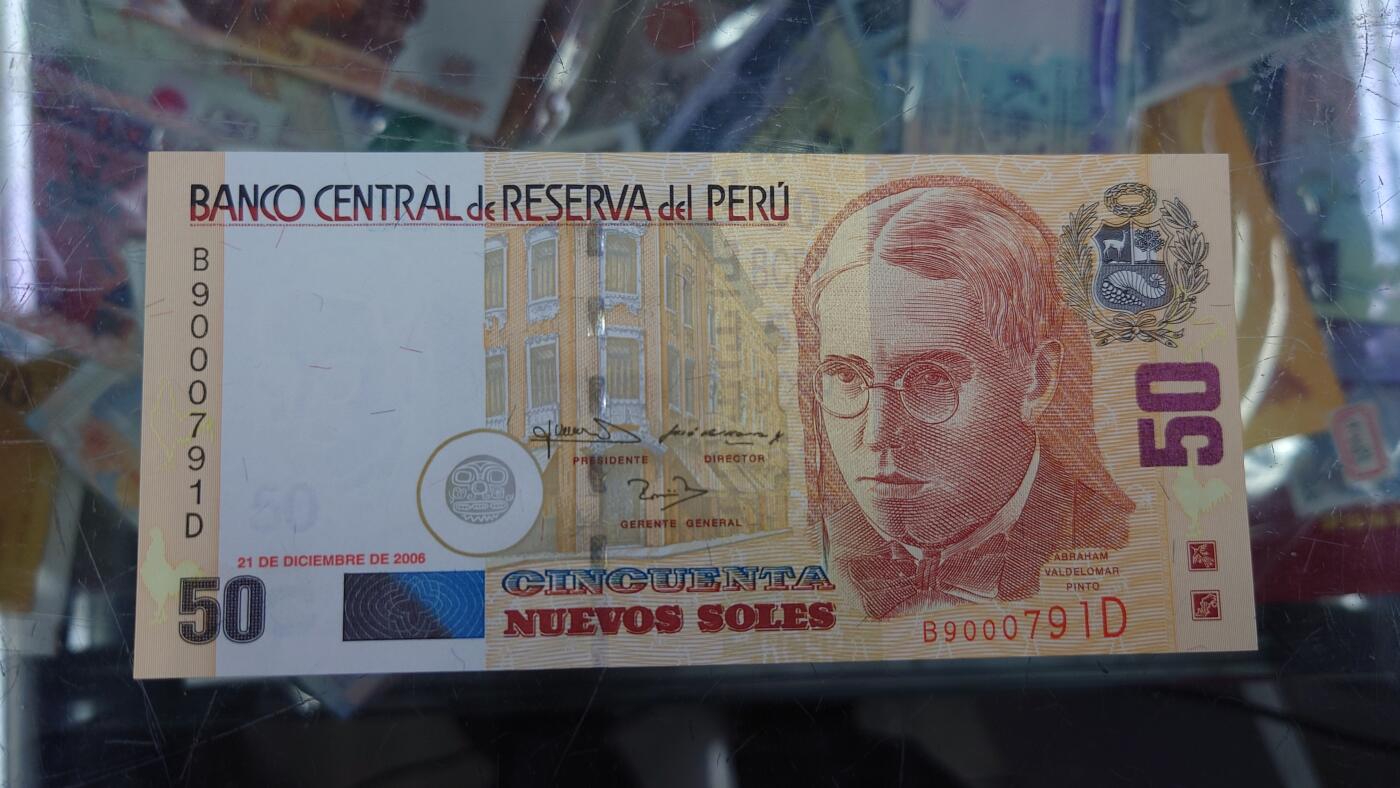 BANCO CENTRAL de RESERVA del PERÚ
B9000791D
PRESIDENTE DIRECTOR
GERENTE GENERAL
21 DE DICIEMBRE DE 2006
50
CINCUENTA
NUEVOS SOLES
50
ABRAHAM
VALDELOMAR
PINTO
B9000791D